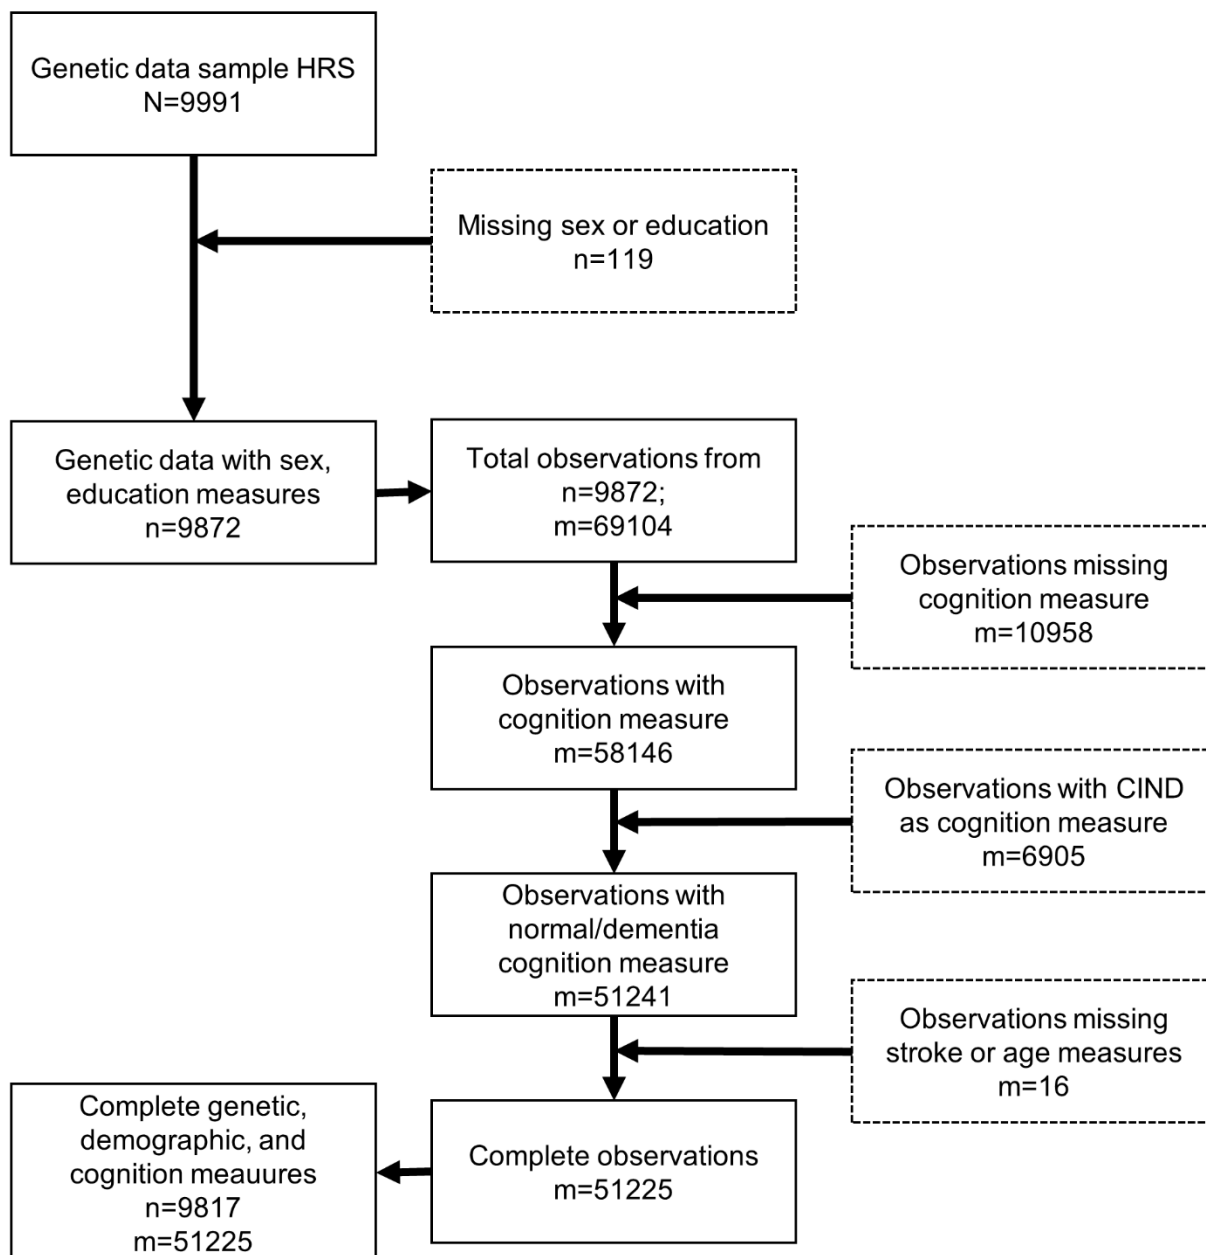 Genetic data sample HRS
N=9991
Missing sex or education
n=119
Genetic data with sex,
education measures
n=9872
Total observations from
n=9872;
m=69104
Observations missing
cognition measure
m=10958
Observations with
cognition measure
m=58146
Observations with CIND
as cognition measure
m=6905
Observations with
normal/dementia
cognition measure
m=51241
Observations missing
stroke or age measures
m=16
Complete observations
m=51225
Complete genetic,
demographic, and
cognition meauures
n=9817
m=51225